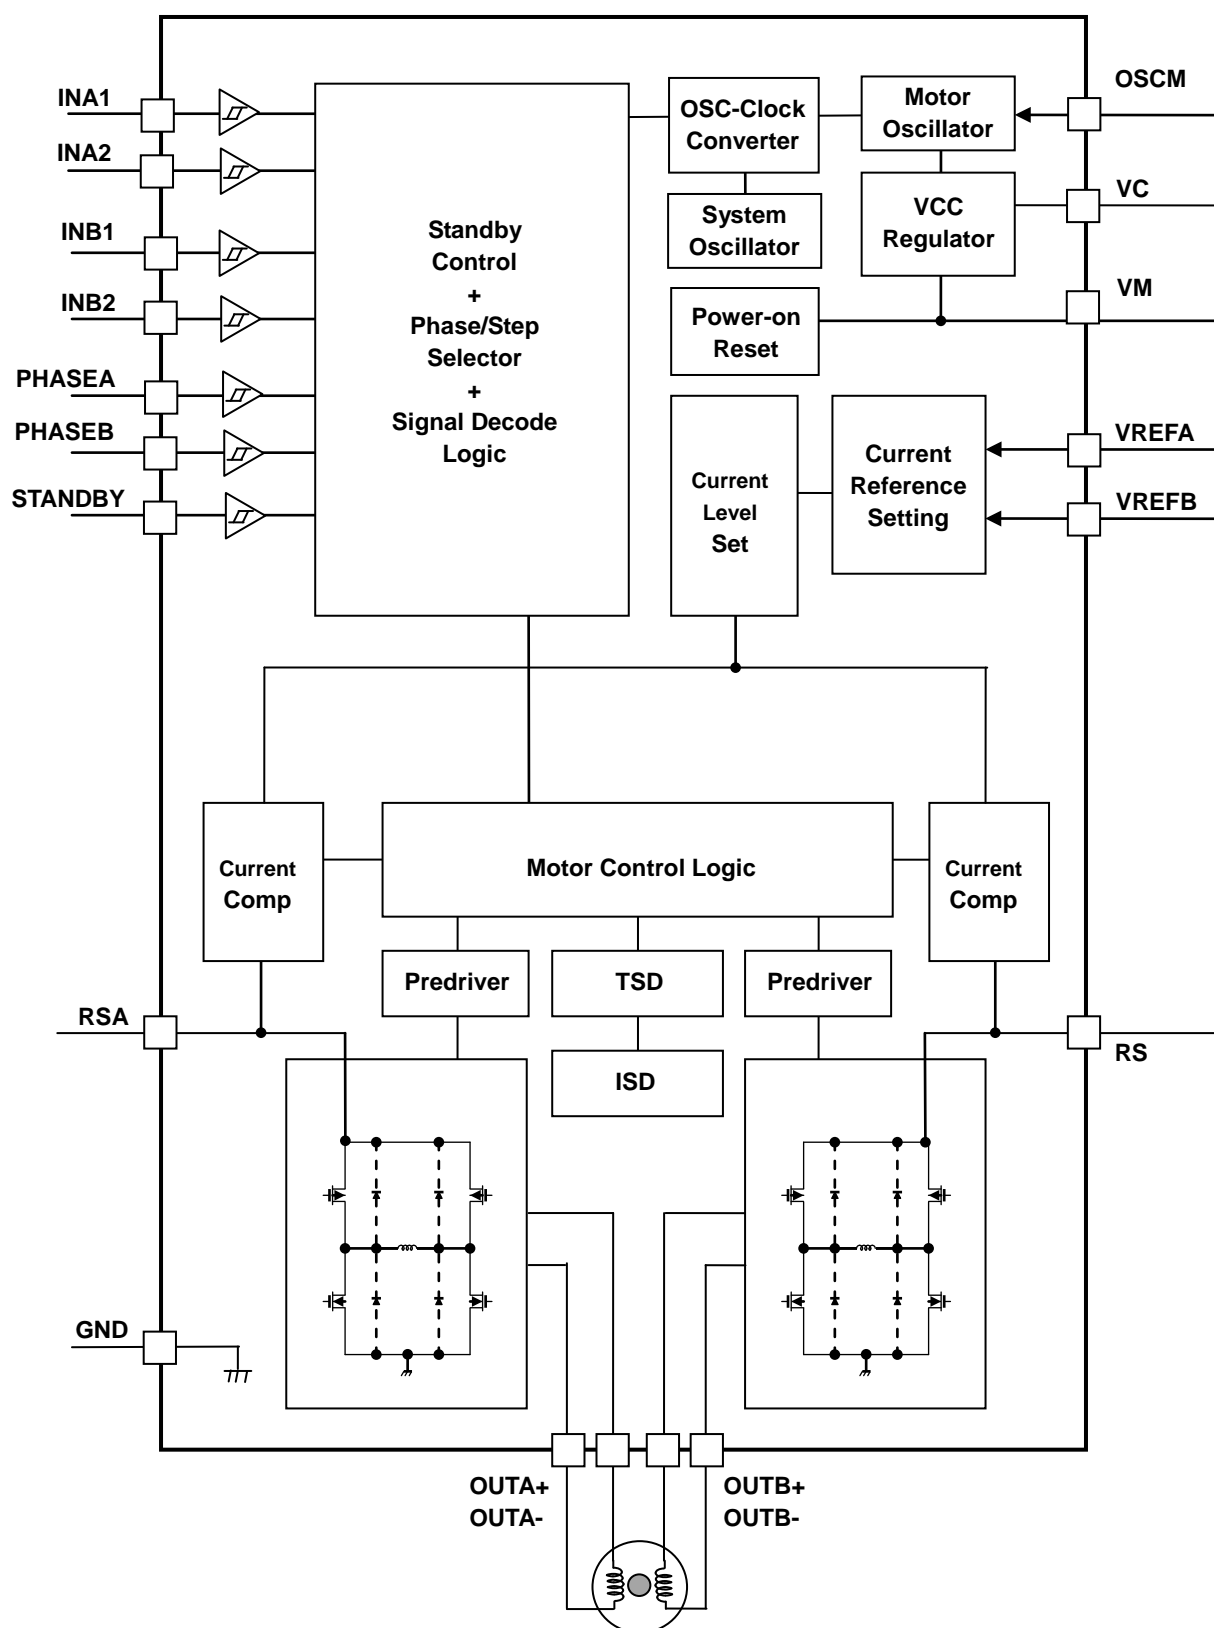 INA1
INA2
INB1
INB2
PHASEA
PHASEB
STANDBY
Standby
Control
+
Phase/Step
Selector
+
Signal Decode
Logic
OSC-Clock
Converter
Motor
Oscillator
System
Oscillator
VCC
Regulator
Power-on
Reset
Current
Level
Set
Current
Reference
Setting
OSCM
VC
VM
VREFA
VREFB
Current
Comp
Motor Control Logic
Current
Comp
Predriver
TSD
Predriver
ISD
RSA
RS
GND
OUTA+
OUTA-
OUTB+
OUTB-